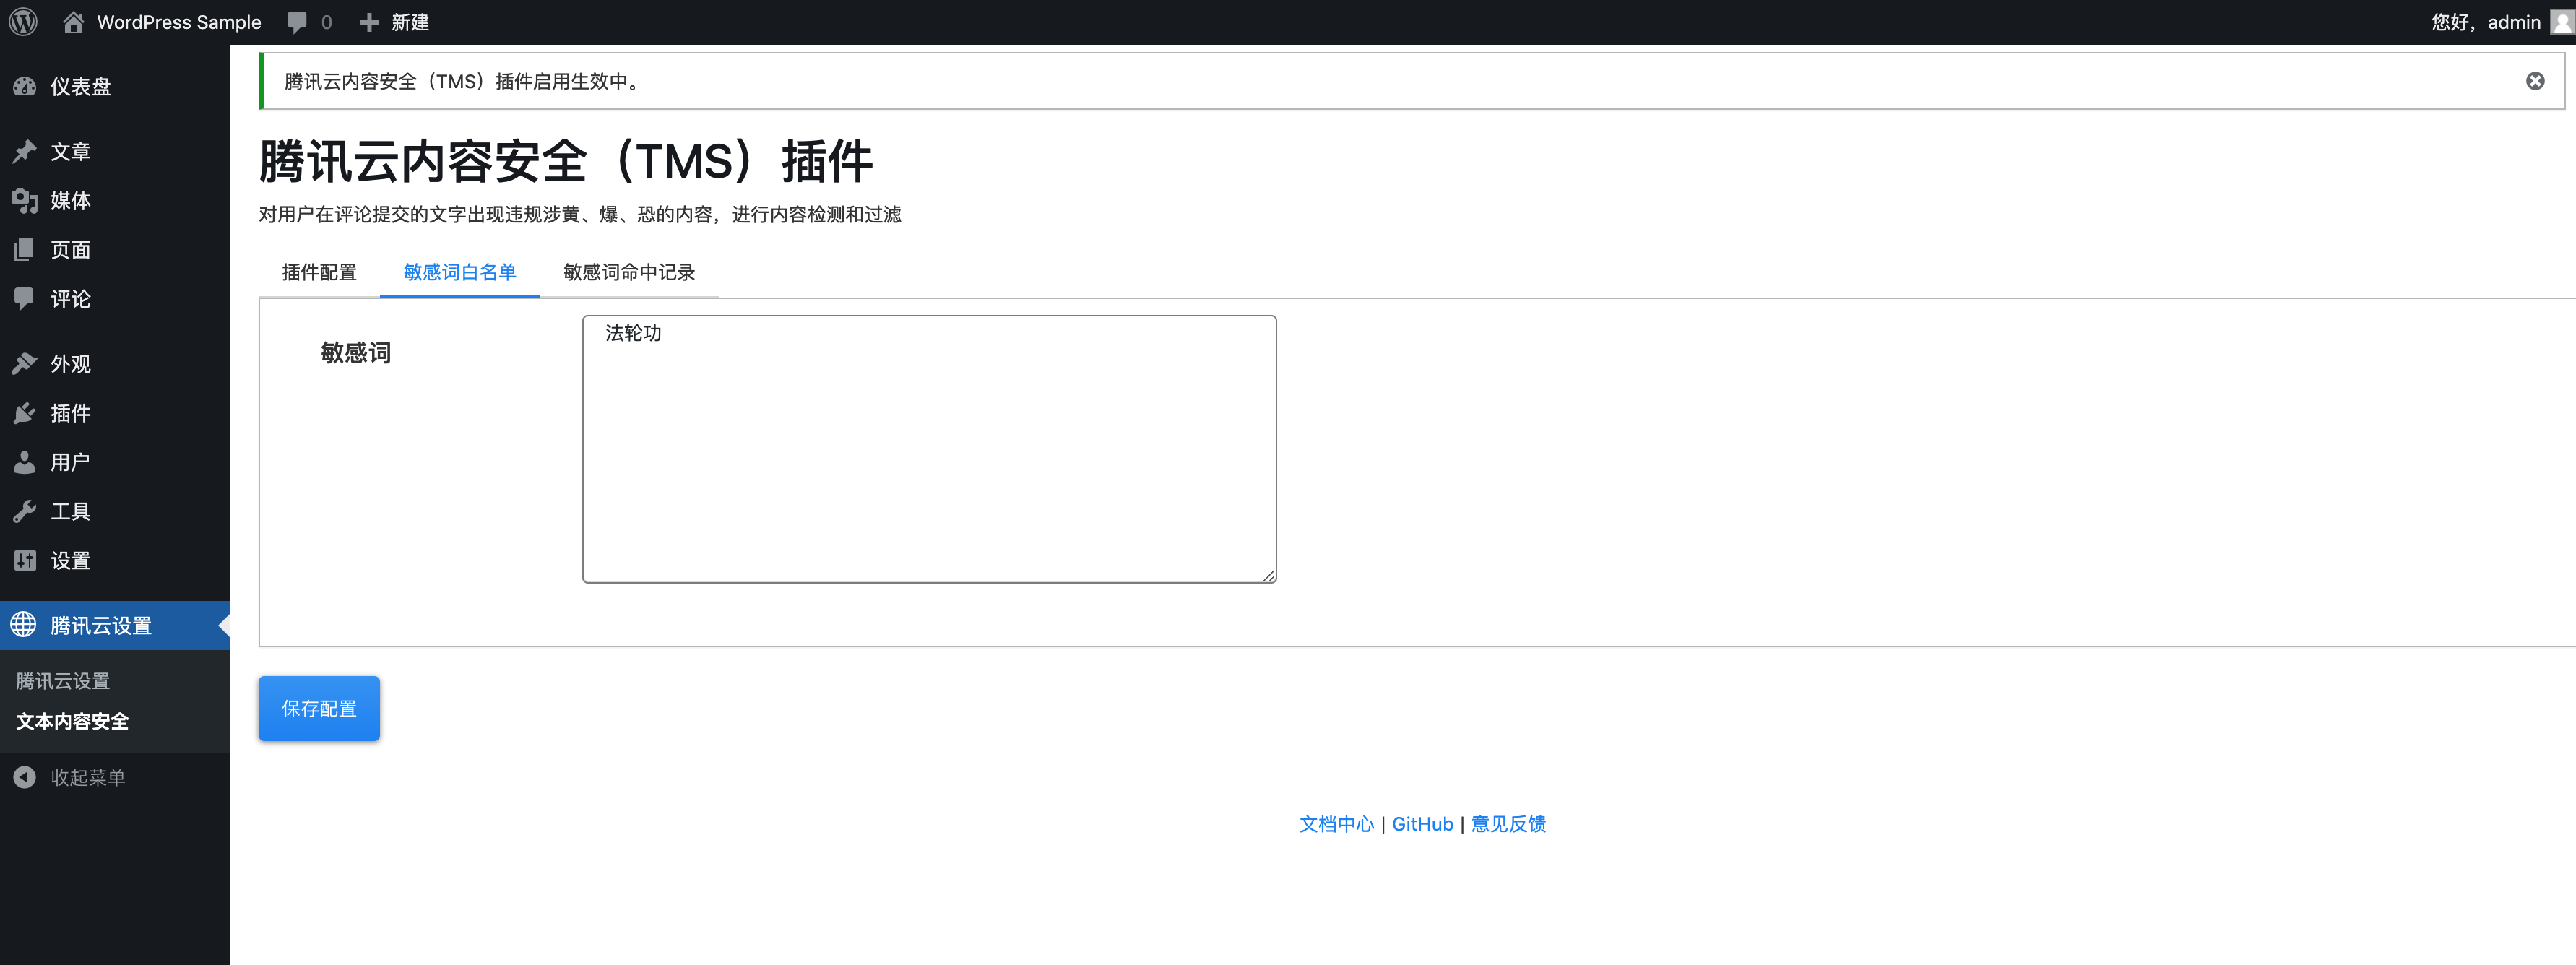 WordPress Sample 0 新建 您好，admin
仪表盘
文章
媒体
页面
评论
外观
插件
用户
工具
设置
腾讯云设置
腾讯云设置
文本内容安全
收起菜单
腾讯云内容安全（TMS）插件启用生效中。
腾讯云内容安全（TMS）插件
对用户在评论提交的文字出现违规涉黄、爆、恐的内容，进行内容检测和过滤
插件配置 敏感词白名单 敏感词命中记录
敏感词
法轮功
保存配置
文档中心 | GitHub | 意见反馈